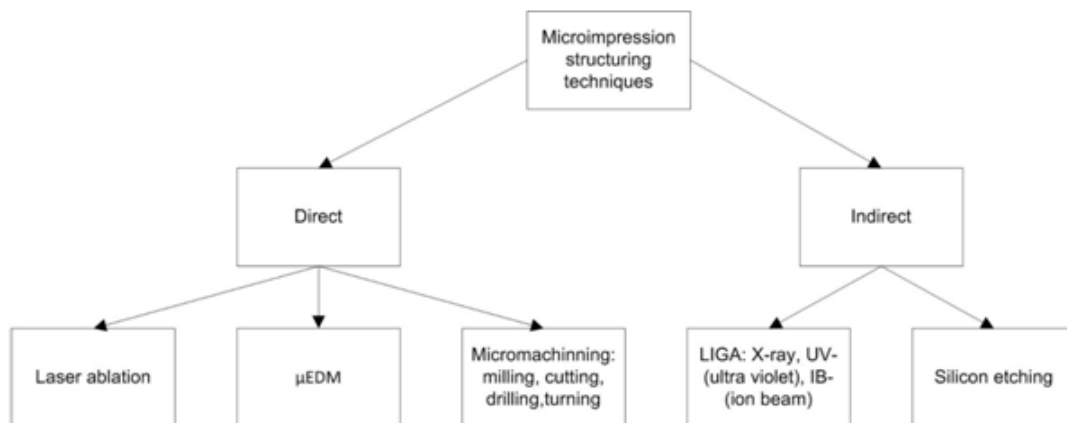 Microimpression
structuring
techniques
Direct
Indirect
Laser ablation
µEDM
Micromachinning:
milling, cutting,
drilling,turning
LIGA: X-ray, UV-
(ultra violet), IB-
(ion beam)
Silicon etching